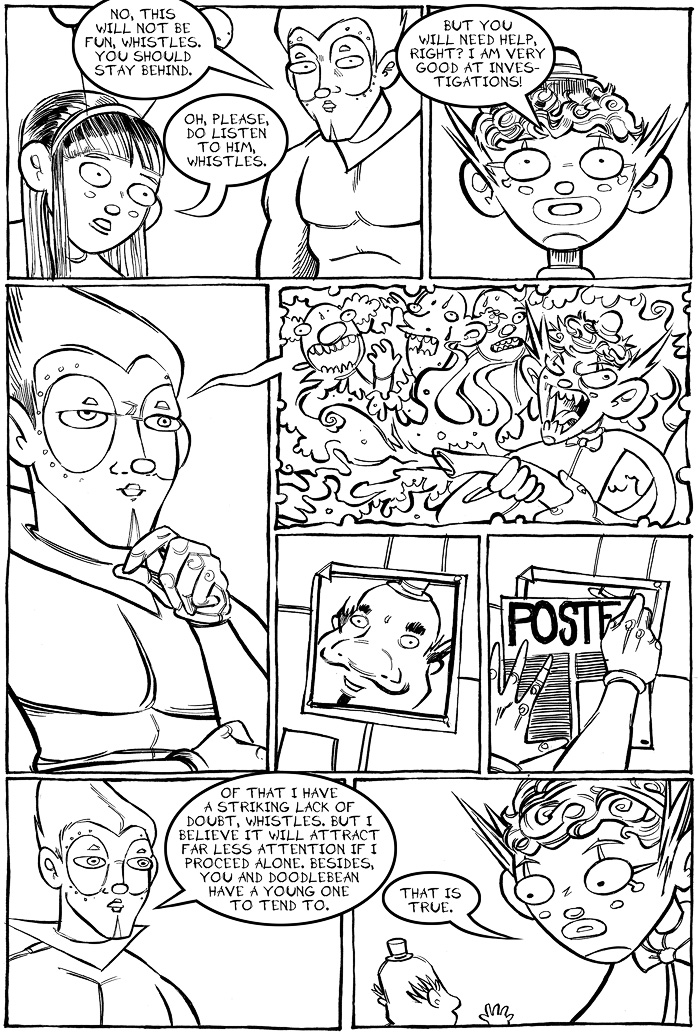 NO, THIS
WILL NOT BE
FUN, WHISTLES.
YOU SHOULD
STAY BEHIND.
OH, PLEASE,
DO LISTEN
TO HIM,
WHISTLES.
BUT YOU
WILL NEED HELP,
RIGHT? I AM VERY
GOOD AT INVES-
TIGATIONS!
POSTE
OF THAT I HAVE
A STRIKING LACK OF
DOUBT, WHISTLES. BUT I
BELIEVE IT WILL ATTRACT
FAR LESS ATTENTION IF I
PROCEED ALONE. BESIDES,
YOU AND DOODLEBEAN
HAVE A YOUNG ONE
TO TEND TO.
THAT IS
TRUE.